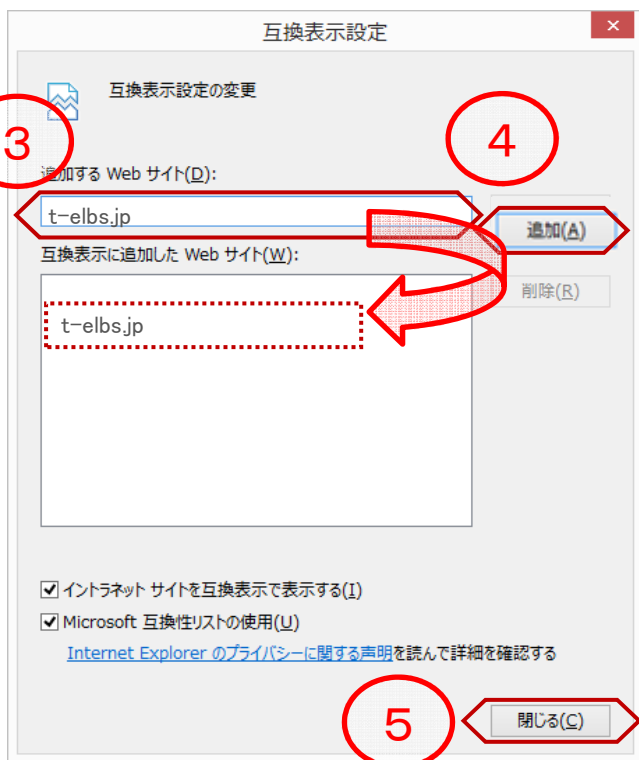 互換表示設定
×
互換表示設定の変更
3
4
追加する Web サイト(D):
t-elbs.jp
追加(A)
互換表示に追加した Web サイト(W):
削除(R)
t-elbs.jp
イントラネット サイトを互換表示で表示する(I)
Microsoft 互換性リストの使用(U)
Internet Explorer のプライバシーに関する声明を読んで詳細を確認する
5
閉じる(C)